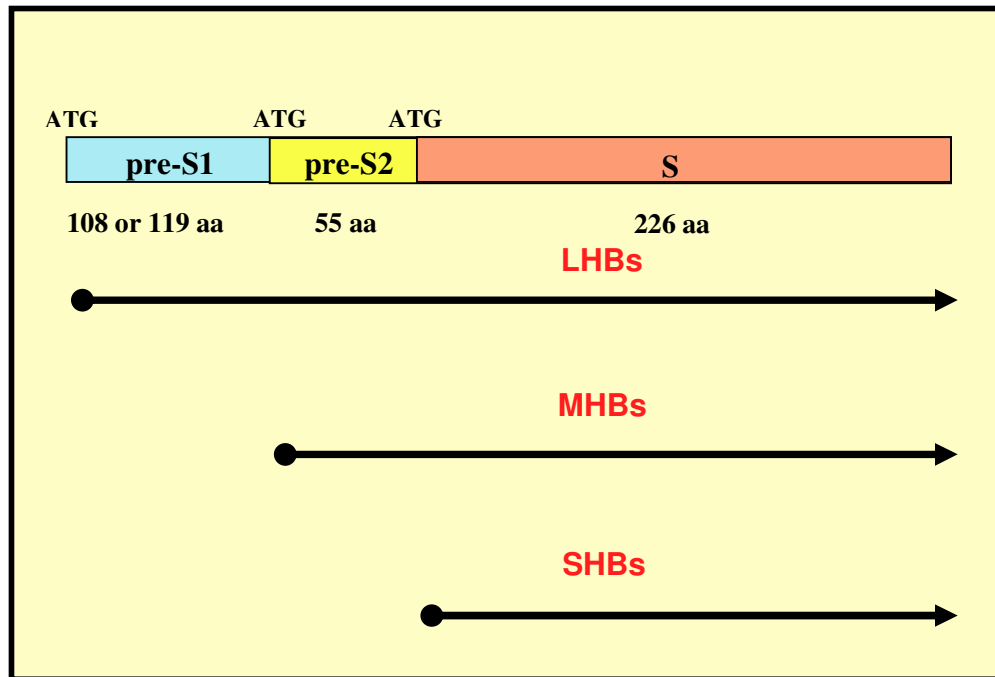 ATG ATG ATG
pre-S1 pre-S2 S
108 or 119 aa 55 aa 226 aa
LHBs
MHBs
SHBs